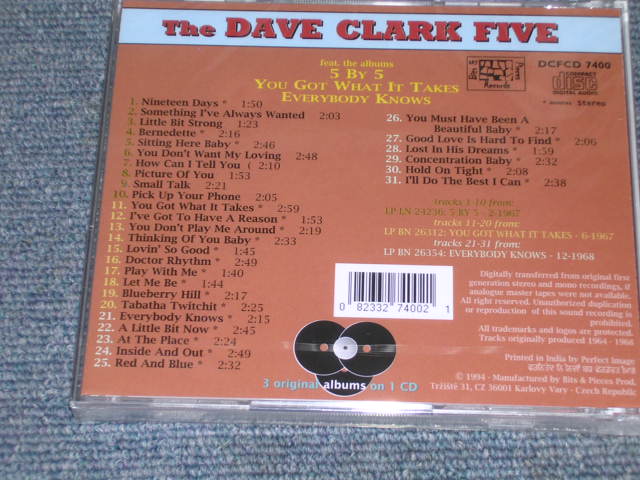 The DAVE CLARK FIVE
feat. the albums
5 BY 5
YOU GOT WHAT IT TAKES
EVERYBODY KNOWS
DCFCD 7400
Records
COMPACT
disc
DIGITAL AUDIO
Stereo
1. Nineteen Days * 1:50
2. Something I've Always Wanted 2:03
3. Little Bit Strong 1:23
4. Bernedette * 2:16
5. Sitting Here Baby * 2:46
6. You Don't Want My Loving 2:48
7. How Can I Tell You ( 2:10
8. Picture Of You 1:53
9. Small Talk 2:21
10. Pick Up Your Phone 2:05
11. You Got What It Takes * 2:59
12. I've Got To Have A Reason * 1:53
13. You Don't Play Me Around * 2:19
14. Thinking Of You Baby * 2:33
15. Lovin' So Good * 1:45
16. Doctor Rhythm * 2:49
17. Play With Me * 1:40
18. Let Me Be * 1:44
19. Blueberry Hill * 2:17
20. Tabatha Twitchit * 2:25
21. Everybody Knows * 2:15
22. A Little Bit Now * 2:45
23. At The Place * 2:24
24. Inside And Out * 2:49
25. Red And Blue * 2:32
26. You Must Have Been A
Beautiful Baby * 2:17
27. Good Love Is Hard To Find * 2:06
28. Lost In His Dreams * 1:59
29. Concentration Baby * 2:32
30. Hold On Tight * 2:08
31. I'll Do The Best I Can * 2:38
tracks 1-10 from:
LP LN 24236: 5 BY 5 - 2-1967
tracks 11-20 from:
LP BN 26312: YOU GOT WHAT IT TAKES - 6-1967
tracks 21-31 from:
LP BN 26354: EVERYBODY KNOWS - 12-1968
0 82332 74002 1
Digitally transferred from original first
generation stereo and mono recordings, if
analogue master tapes were not available.
All right reserved. Unauthorized duplication
or reproduction of this sound recording is
prohibited.
All trademarks and logos are protected.
Tracks originally produced 1964 - 1966
3 original albums on 1 CD
Printed in India by Perfect Image
© 1994 - Manufactured by Bits & Pieces Prod.
Tržiště 31, CZ 36001 Karlovy Vary - Czech Republic